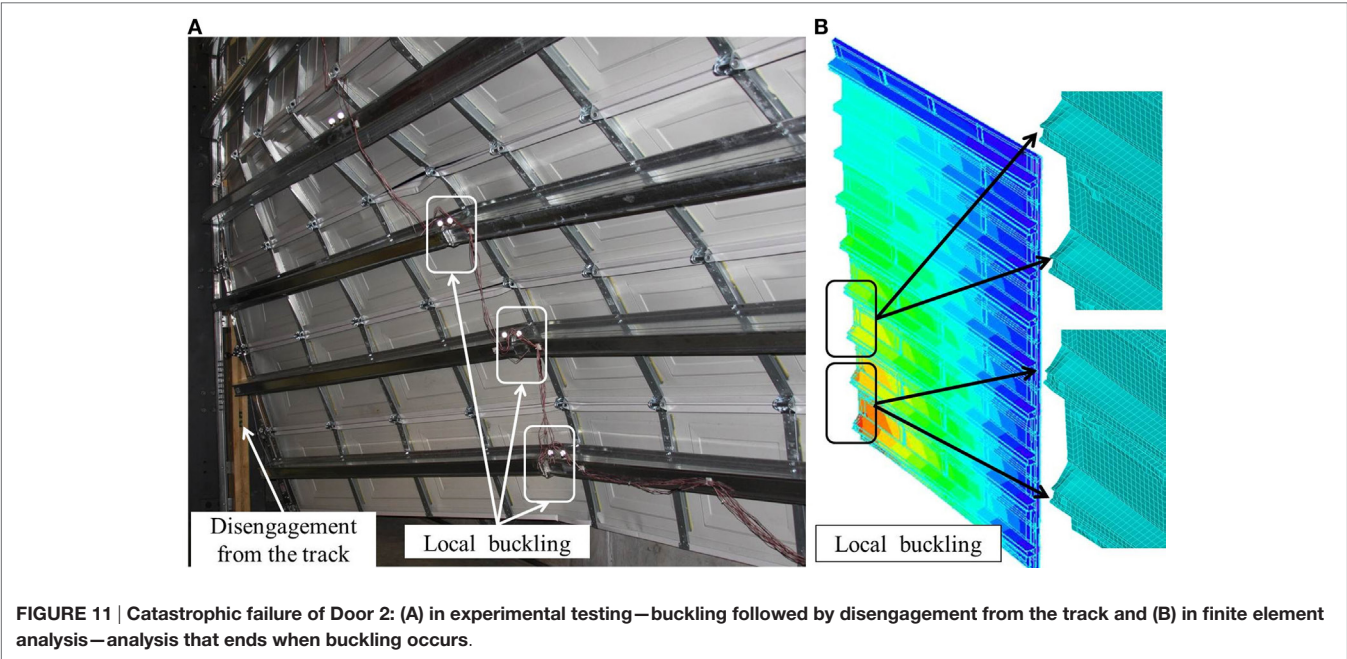 A
B
Disengagement
from the track
Local buckling
Local buckling
FIGURE 11 | Catastrophic failure of Door 2: (A) in experimental testing—buckling followed by disengagement from the track and (B) in finite element
analysis—analysis that ends when buckling occurs.